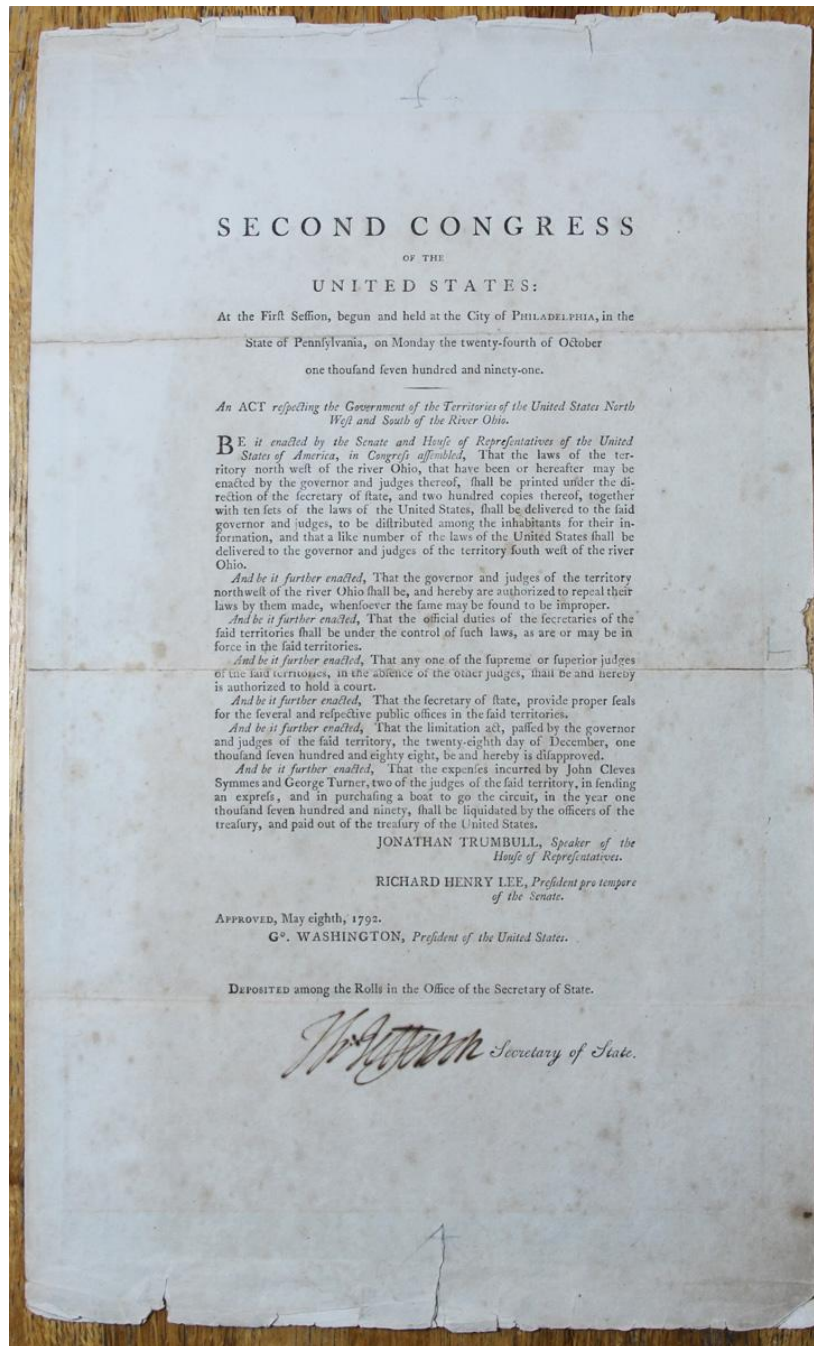 SECOND CONGRESS
OF THE
UNITED STATES:
At the Firſt Seſſion, begun and held at the City of PHILADELPHIA, in the
State of Pennſylvania, on Monday the twenty-fourth of October
one thouſand ſeven hundred and ninety-one.
An ACT reſpecting the Government of the Territories of the United States North
Weſt and South of the River Ohio.
BE it enacted by the Senate and Houſe of Repreſentatives of the United
States of America, in Congreſs aſſembled, That the laws of the ter-
ritory north weſt of the river Ohio, that have been or hereafter may be
enacted by the governor and judges thereof, ſhall be printed under the di-
rection of the ſecretary of ſtate, and two hundred copies thereof, together
with ten ſets of the laws of the United States, ſhall be delivered to the ſaid
governor and judges, to be diſtributed among the inhabitants for their in-
formation, and that a like number of the laws of the United States ſhall be
delivered to the governor and judges of the territory ſouth weſt of the river
Ohio.
And be it further enacted, That the governor and judges of the territory
northweſt of the river Ohio ſhall be, and hereby are authorized to repeal their
laws by them made, whenſoever the ſame may be found to be improper.
And be it further enacted, That the official duties of the ſecretaries of the
ſaid territories ſhall be under the control of ſuch laws, as are or may be in
force in the ſaid territories.
And be it further enacted, That any one of the ſupreme or ſuperior judges
of the ſaid territories, in the abſence of the other judges, ſhall be and hereby
is authorized to hold a court.
And be it further enacted, That the ſecretary of ſtate, provide proper ſeals
for the ſeveral and reſpective public offices in the ſaid territories.
And be it further enacted, That the limitation act, paſſed by the governor
and judges of the ſaid territory, the twenty-eighth day of December, one
thouſand ſeven hundred and eighty eight, be and hereby is diſapproved.
And be it further enacted, That the expenſes incurred by John Cleves
Symmes and George Turner, two of the judges of the ſaid territory, in ſending
an expreſs, and in purchaſing a boat to go the circuit, in the year one
thouſand ſeven hundred and ninety, ſhall be liquidated by the officers of the
treaſury, and paid out of the treaſury of the United States.
JONATHAN TRUMBULL, Speaker of the
Houſe of Repreſentatives.
RICHARD HENRY LEE, Preſident pro tempore
of the Senate.
APPROVED, May eighth, 1792.
Gº. WASHINGTON, Preſident of the United States.
DEPOSITED among the Rolls in the Office of the Secretary of State.
Th: Jefferson Secretary of State.